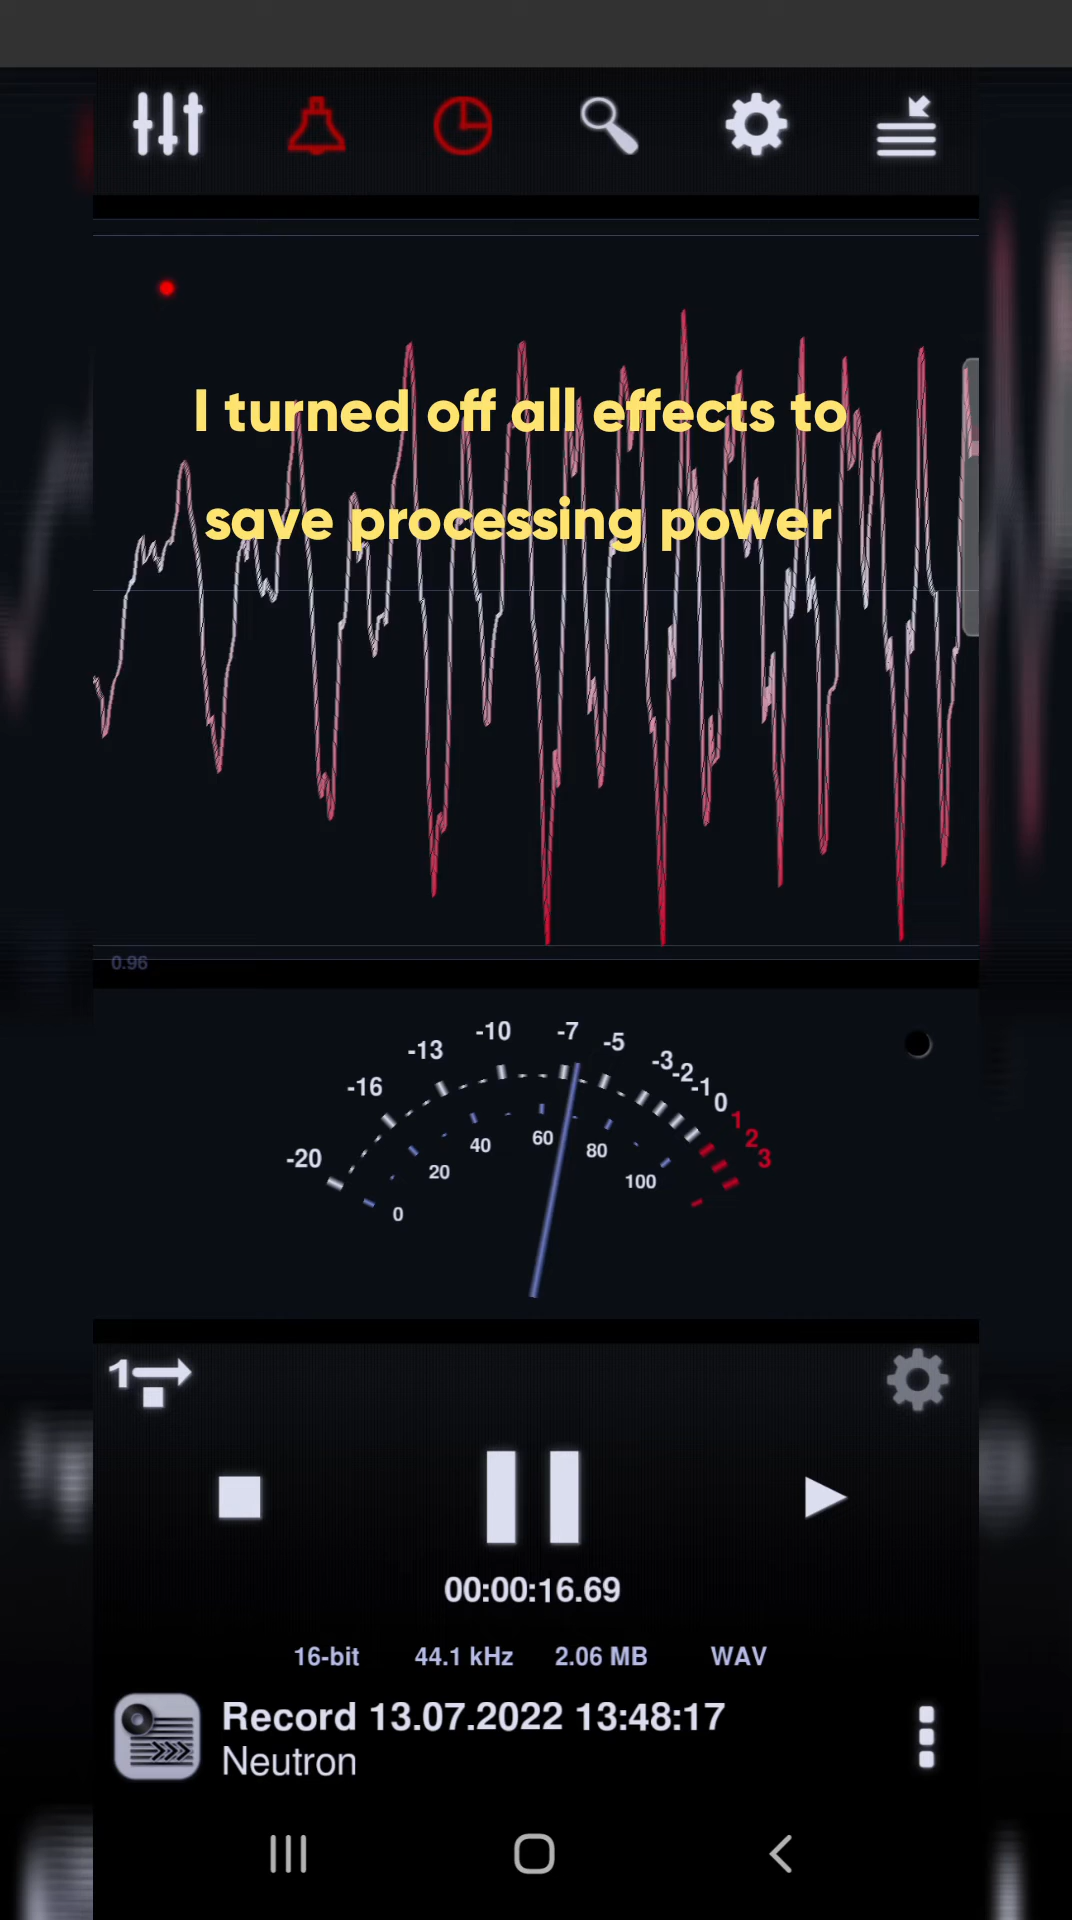 I turned off all effects to
save processing power
0.96
-20 -16 -13 -10 -7 -5 -3 -2 -1 0 1 2 3
0 20 40 60 80 100
1
00:00:16.69
16-bit 44.1 kHz 2.06 MB WAV
Record 13.07.2022 13:48:17
Neutron